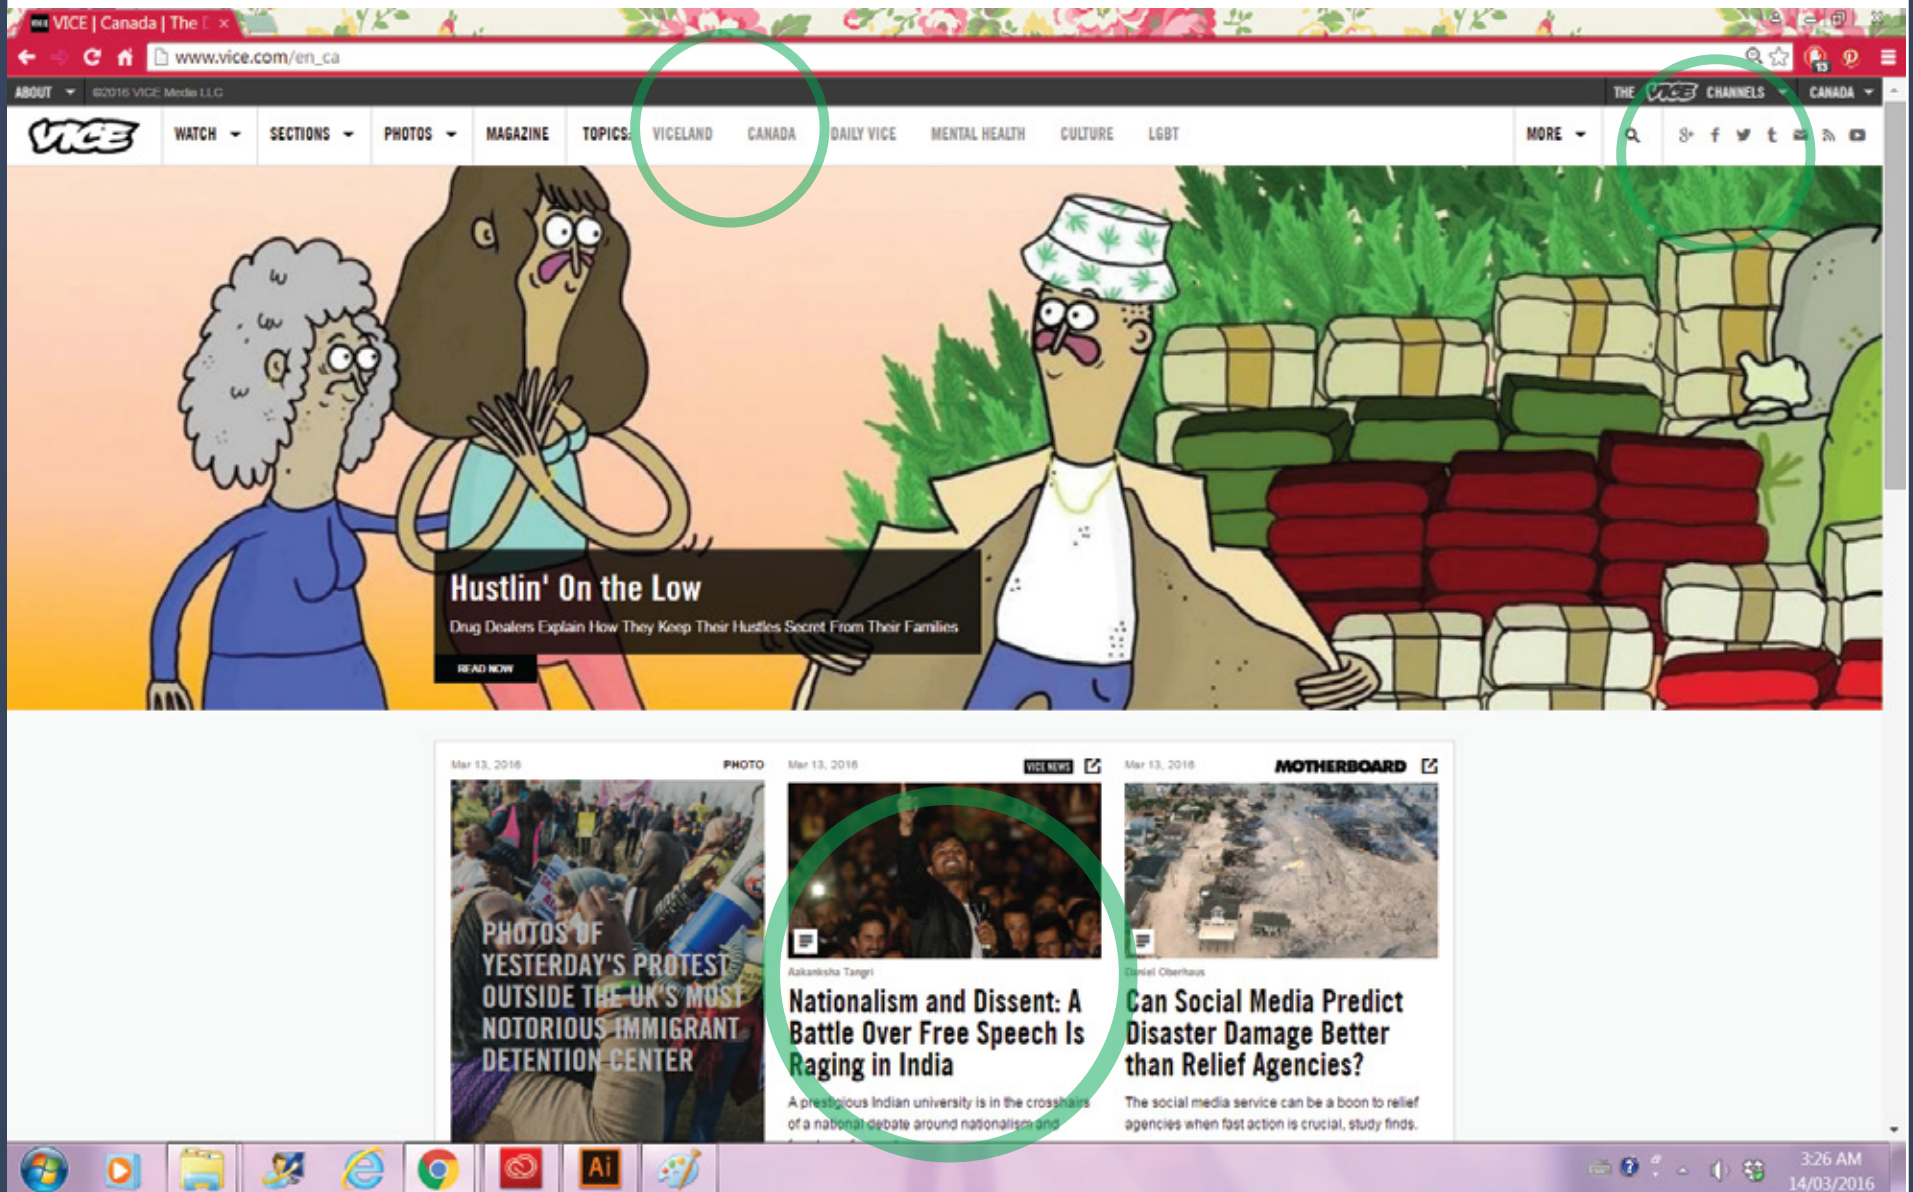 VICE | Canada | The D
www.vice.com/en_ca
13
ABOUT ©2016 VICE Media LLC THE VICE CHANNELS CANADA
VICE WATCH SECTIONS PHOTOS MAGAZINE TOPICS: VICELAND CANADA DAILY VICE MENTAL HEALTH CULTURE LGBT MORE
Hustlin' On the Low
Drug Dealers Explain How They Keep Their Hustles Secret From Their Families
READ NOW
Mar 13, 2016 PHOTO
PHOTOS OF
YESTERDAY'S PROTEST
OUTSIDE THE UK'S MOST
NOTORIOUS IMMIGRANT
DETENTION CENTER
Mar 13, 2016 VICE NEWS
Aakanksha Tangri
Nationalism and Dissent: A
Battle Over Free Speech Is
Raging in India
A prestigious Indian university is in the crosshairs
of a national debate around nationalism and
Mar 13, 2016 MOTHERBOARD
Daniel Oberhaus
Can Social Media Predict
Disaster Damage Better
than Relief Agencies?
The social media service can be a boon to relief
agencies when fast action is crucial, study finds.
Ai
3:26 AM
14/03/2016